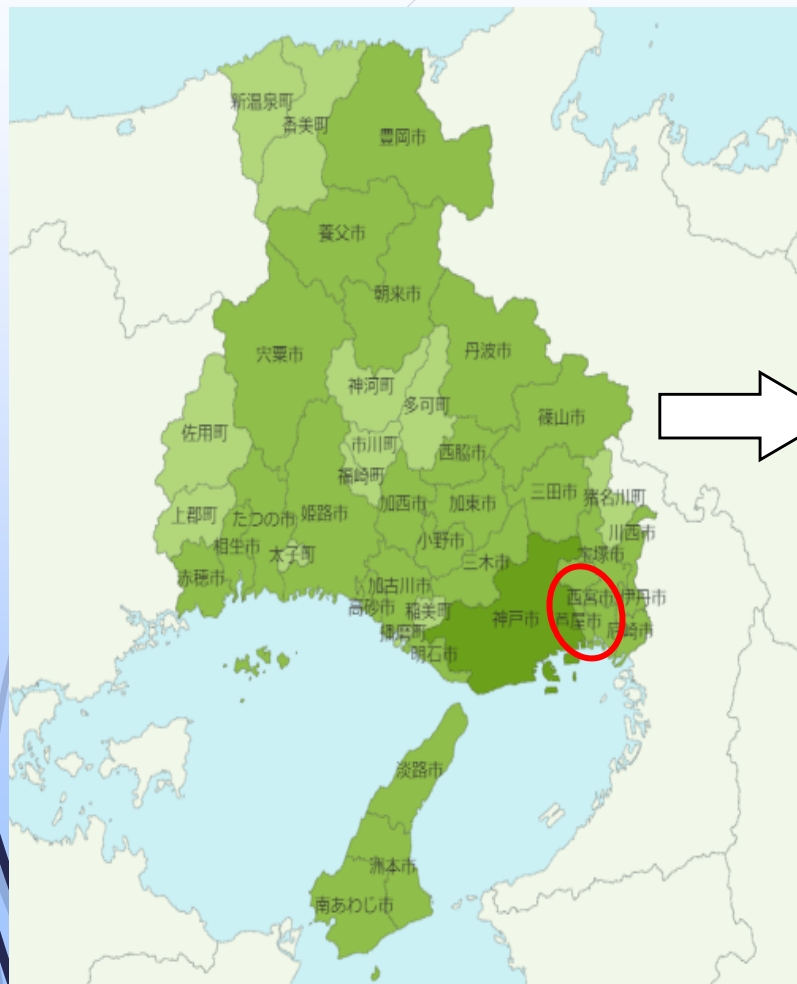 新温泉町
香美町
豊岡市
養父市
朝来市
宍粟市
丹波市
神河町
多可町
篠山市
佐用町
市川町
西脇市
福崎町
三田市
猪名川町
上郡町
たつの市
姫路市
加西市
加東市
川西市
相生市
太子町
小野市
三木市
宝塚市
赤穂市
加古川市
西宮市
伊丹市
高砂市
稲美町
神戸市
芦屋市
尼崎市
播磨町
明石市
淡路市
洲本市
南あわじ市